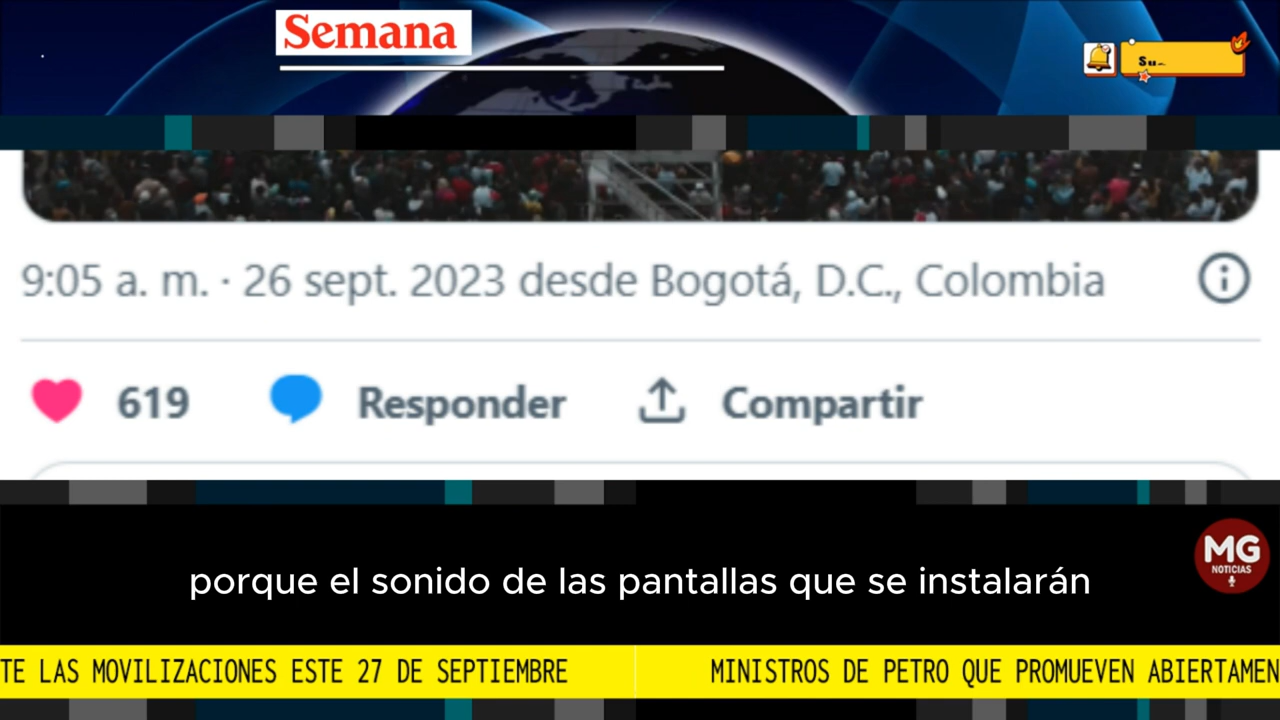 Semana
Su
9:05 a. m. · 26 sept. 2023 desde Bogotá, D.C., Colombia
619 Responder Compartir
MG
NOTICIAS
porque el sonido de las pantallas que se instalarán
TE LAS MOVILIZACIONES ESTE 27 DE SEPTIEMBRE MINISTROS DE PETRO QUE PROMUEVEN ABIERTAMEN